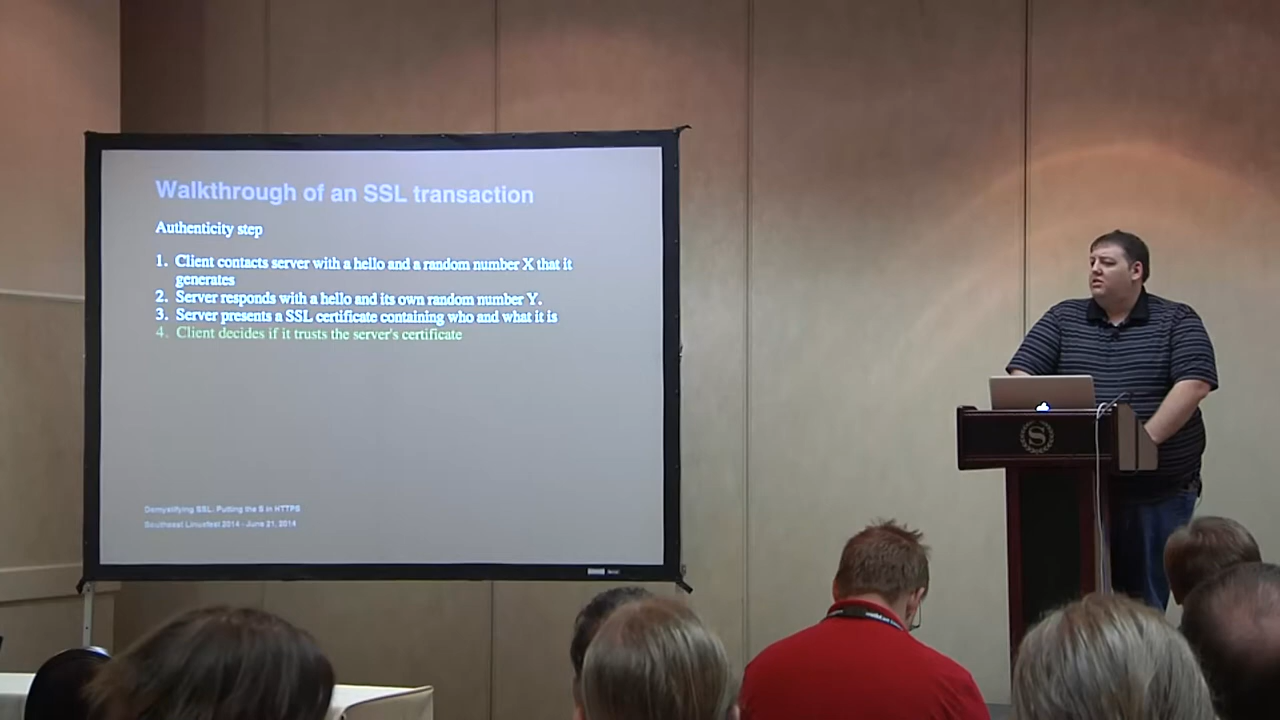 Walkthrough of an SSL transaction
Authenticity step
1. Client contacts server with a hello and a random number X that it
generates
2. Server responds with a hello and its own random number Y.
3. Server presents a SSL certificate containing who and what it is
4. Client decides if it trusts the server's certificate
Demystifying SSL: Putting the S in HTTPS
Southeast Linuxfest 2014 - June 21, 2014
S